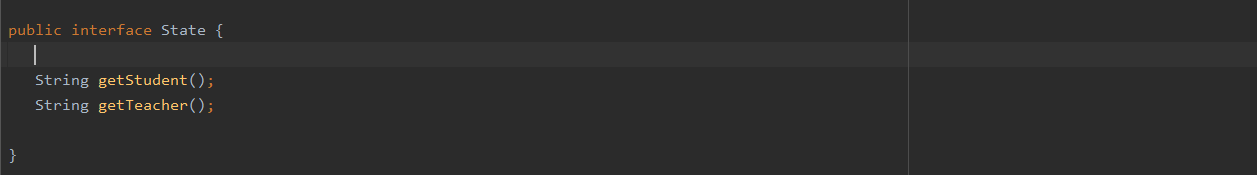 public interface State {
String getStudent();
String getTeacher();
}